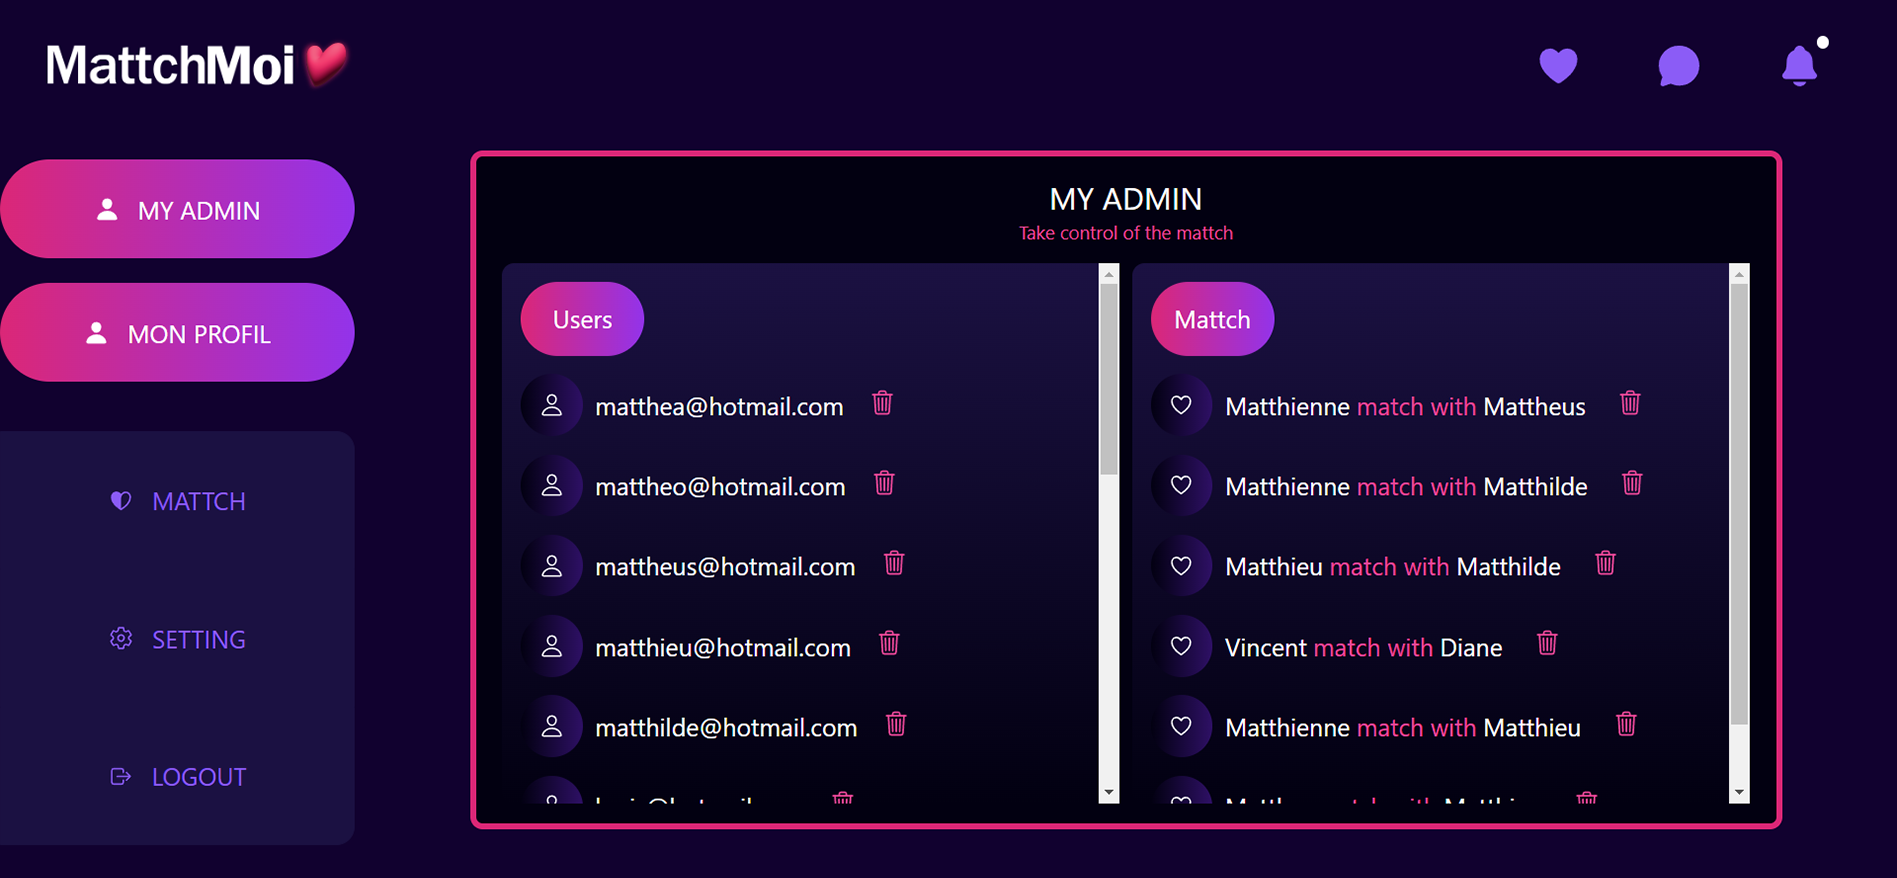 MattchMoi
MY ADMIN
MON PROFIL
MATTCH
SETTING
LOGOUT
MY ADMIN
Take control of the mattch
Users
matthea@hotmail.com
mattheo@hotmail.com
mattheus@hotmail.com
matthieu@hotmail.com
matthilde@hotmail.com
Mattch
Matthienne match with Mattheus
Matthienne match with Matthilde
Matthieu match with Matthilde
Vincent match with Diane
Matthienne match with Matthieu
match with